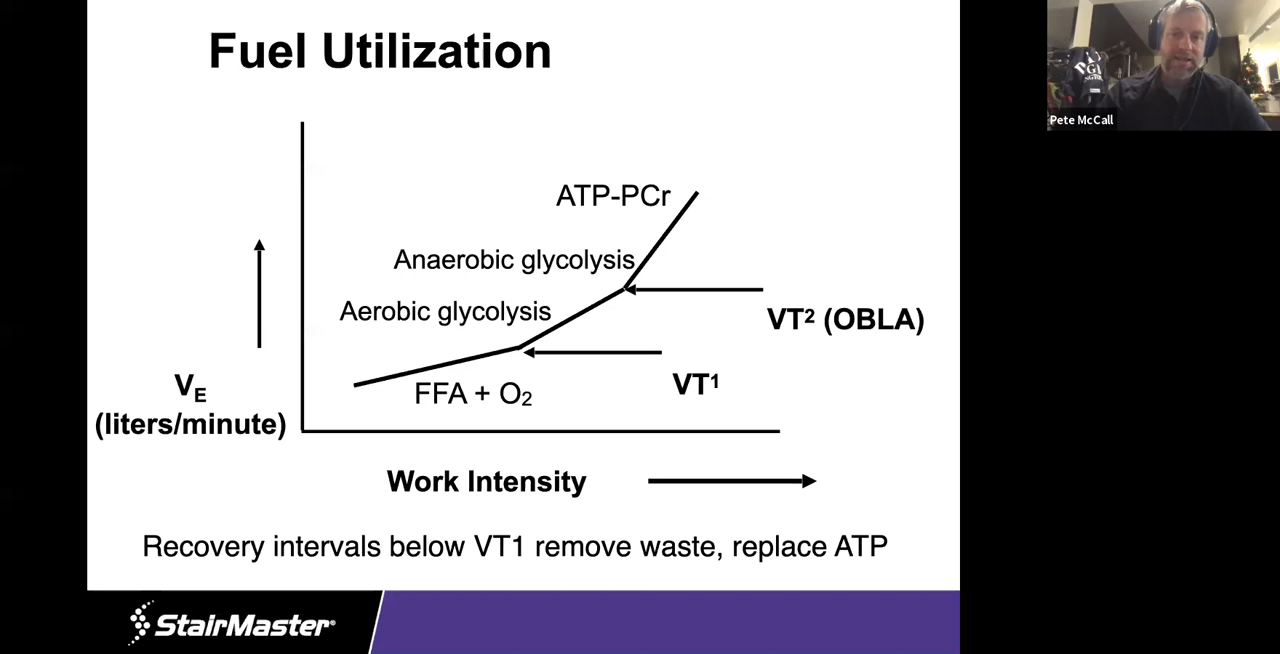 Fuel Utilization
ATP-PCr
Anaerobic glycolysis
Aerobic glycolysis
VT² (OBLA)
VT¹
FFA + O₂
V_E
(liters/minute)
Work Intensity
Recovery intervals below VT1 remove waste, replace ATP
StairMaster®
Pete McCall